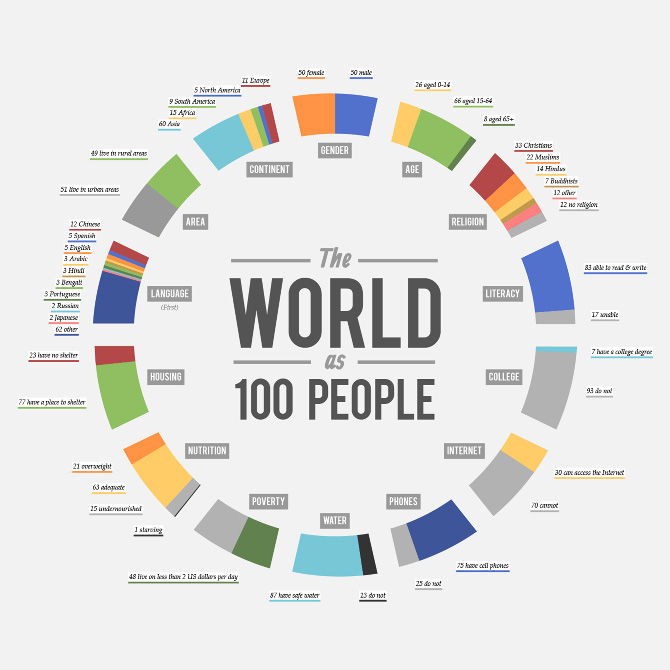 The
WORLD
as
100 PEOPLE
GENDER
50 female
50 male
AGE
26 aged 0-14
66 aged 15-64
8 aged 65+
RELIGION
33 Christians
22 Muslims
14 Hindus
7 Buddhists
12 other
12 no religion
LITERACY
83 able to read & write
17 unable
COLLEGE
7 have a college degree
93 do not
INTERNET
30 can access the Internet
70 cannot
PHONES
75 have cell phones
25 do not
WATER
87 have safe water
13 do not
POVERTY
48 live on less than 2 US dollars per day
NUTRITION
21 overweight
63 adequate
15 undernourished
1 starving
HOUSING
23 have no shelter
77 have a place to shelter
LANGUAGE
(First)
12 Chinese
5 Spanish
5 English
3 Arabic
3 Hindi
3 Bengali
3 Portuguese
2 Russian
2 Japanese
62 other
AREA
51 live in urban areas
49 live in rural areas
CONTINENT
60 Asia
15 Africa
9 South America
5 North America
11 Europe